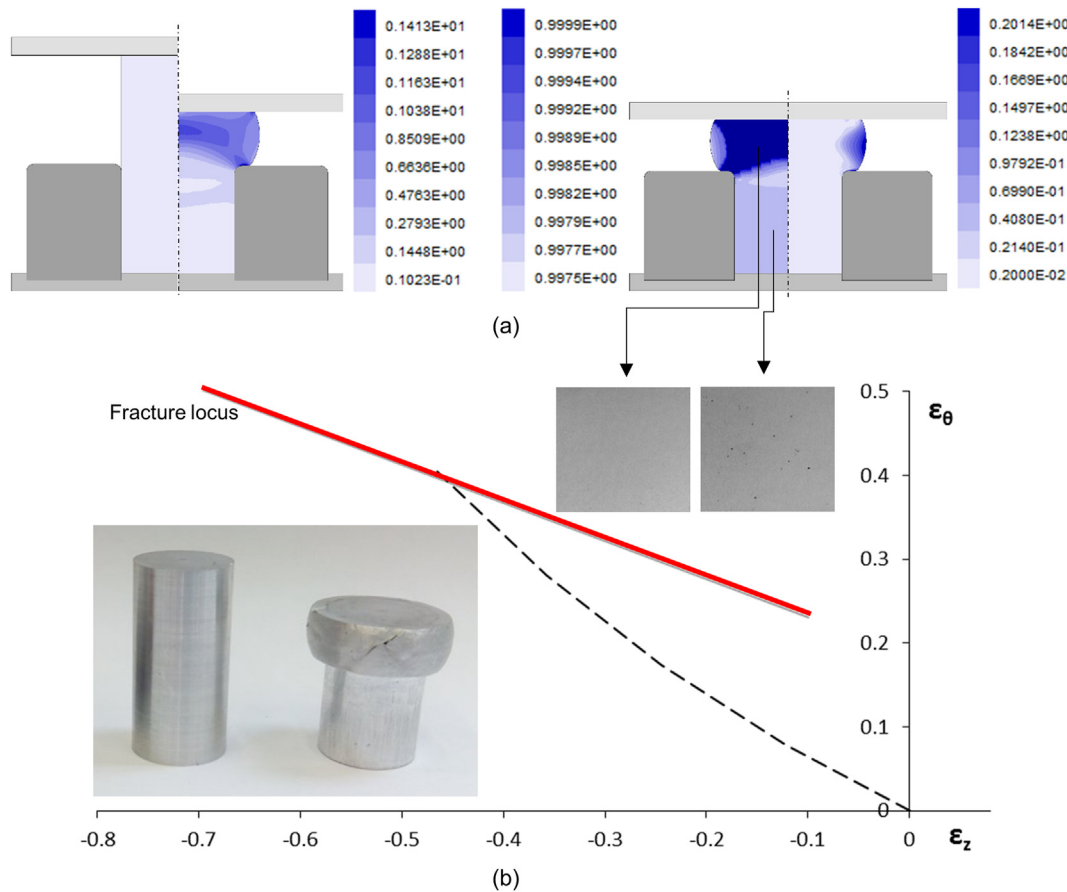 0.1413E+01
0.1288E+01
0.1163E+01
0.1038E+01
0.8509E+00
0.6636E+00
0.4763E+00
0.2793E+00
0.1448E+00
0.1023E-01
0.9999E+00
0.9997E+00
0.9994E+00
0.9992E+00
0.9989E+00
0.9985E+00
0.9982E+00
0.9979E+00
0.9977E+00
0.9975E+00
0.2014E+00
0.1842E+00
0.1669E+00
0.1497E+00
0.1238E+00
0.9792E-01
0.6990E-01
0.4080E-01
0.2140E-01
0.2000E-02
(a)
Fracture locus
0.5
εθ
0.4
0.3
0.2
0.1
0
-0.8 -0.7 -0.6 -0.5 -0.4 -0.3 -0.2 -0.1 0
εz
(b)